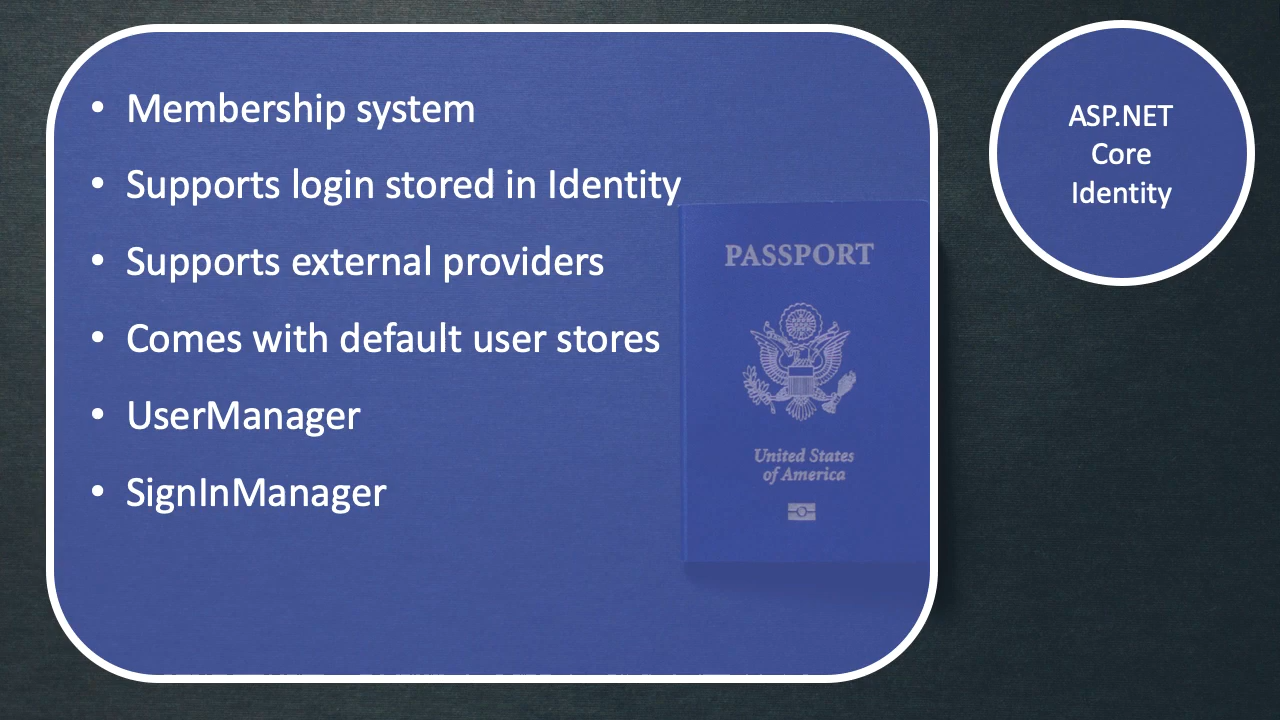 Membership system
Supports login stored in Identity
Supports external providers
Comes with default user stores
UserManager
SignInManager
PASSPORT
United States
of America
ASP.NET
Core
Identity